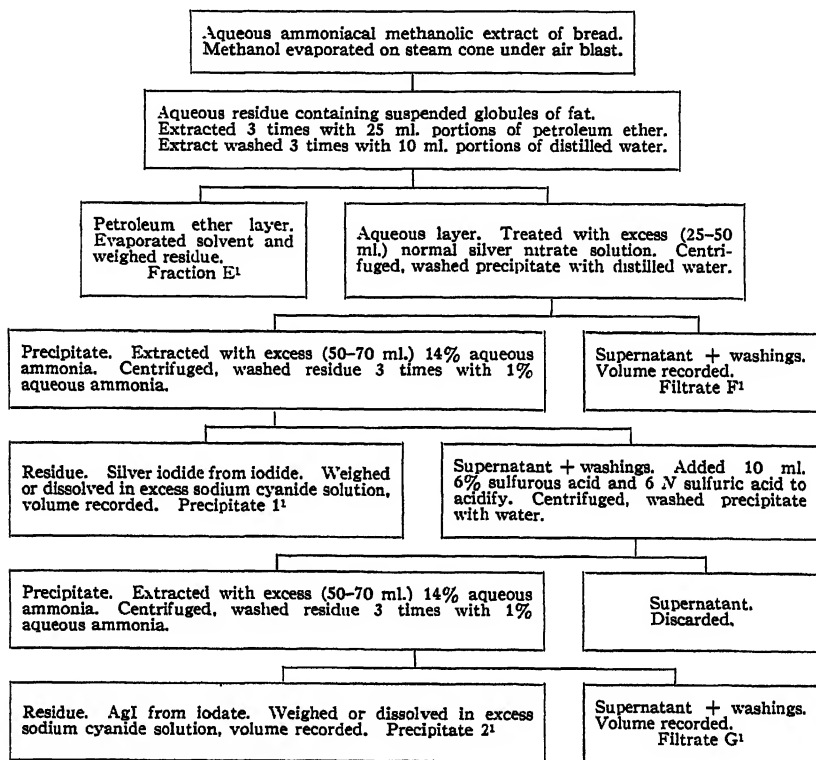 Aqueous ammoniacal methanolic extract of bread.
Methanol evaporated on steam cone under air blast.
Aqueous residue containing suspended globules of fat.
Extracted 3 times with 25 ml. portions of petroleum ether.
Extract washed 3 times with 10 ml. portions of distilled water.
Petroleum ether layer.
Evaporated solvent and
weighed residue.
Fraction E¹
Aqueous layer. Treated with excess (25–50
ml.) normal silver nitrate solution. Centri-
fuged, washed precipitate with distilled water.
Precipitate. Extracted with excess (50–70 ml.) 14% aqueous
ammonia. Centrifuged, washed residue 3 times with 1%
aqueous ammonia.
Supernatant + washings.
Volume recorded.
Filtrate F¹
Residue. Silver iodide from iodide. Weighed
or dissolved in excess sodium cyanide solution,
volume recorded. Precipitate 1¹
Supernatant + washings. Added 10 ml.
6% sulfurous acid and 6 N sulfuric acid to
acidify. Centrifuged, washed precipitate
with water.
Precipitate. Extracted with excess (50–70 ml.) 14% aqueous
ammonia. Centrifuged, washed residue 3 times with 1%
aqueous ammonia.
Supernatant.
Discarded.
Residue. AgI from iodate. Weighed or dissolved in excess
sodium cyanide solution, volume recorded. Precipitate 2¹
Supernatant + washings.
Volume recorded.
Filtrate G¹